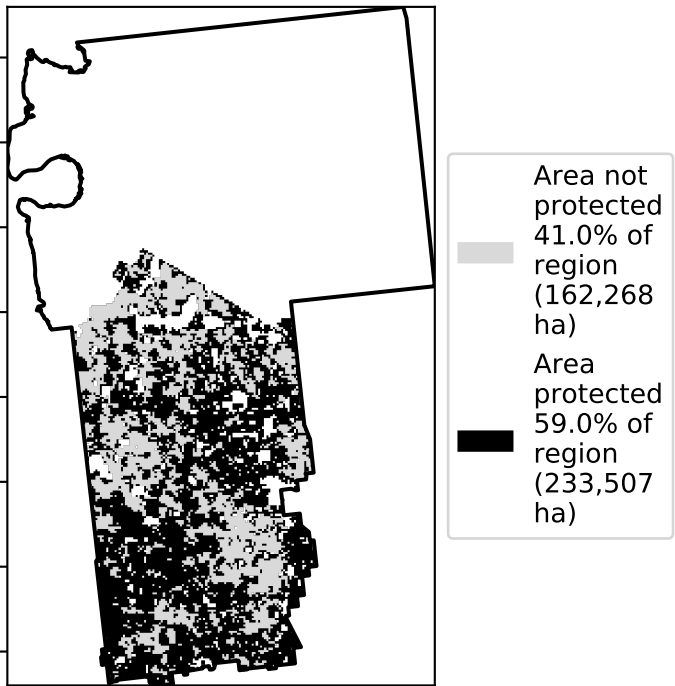 Area not
protected
41.0% of
region
(162,268
ha)
Area
protected
59.0% of
region
(233,507
ha)